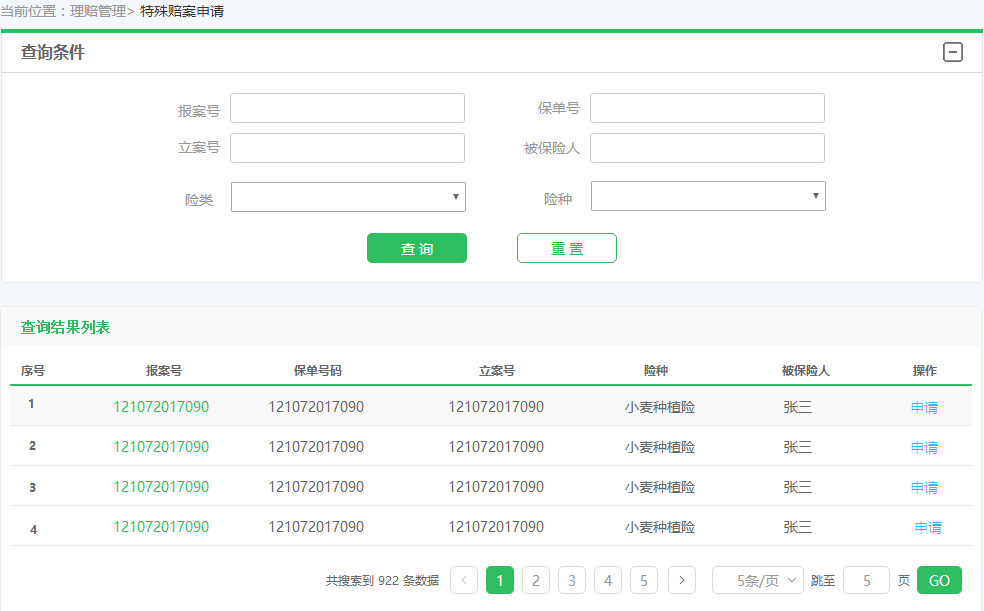 当前位置：理赔管理> 特殊赔案申请
查询条件
报案号 保单号
立案号 被保险人
险类 险种
查 询 重 置
查询结果列表
序号 报案号 保单号码 立案号 险种 被保险人 操作
1 121072017090 121072017090 121072017090 小麦种植险 张三 申请
2 121072017090 121072017090 121072017090 小麦种植险 张三 申请
3 121072017090 121072017090 121072017090 小麦种植险 张三 申请
4 121072017090 121072017090 121072017090 小麦种植险 张三 申请
共搜索到 922 条数据 < 1 2 3 4 5 > 5条/页 跳至 5 页 GO